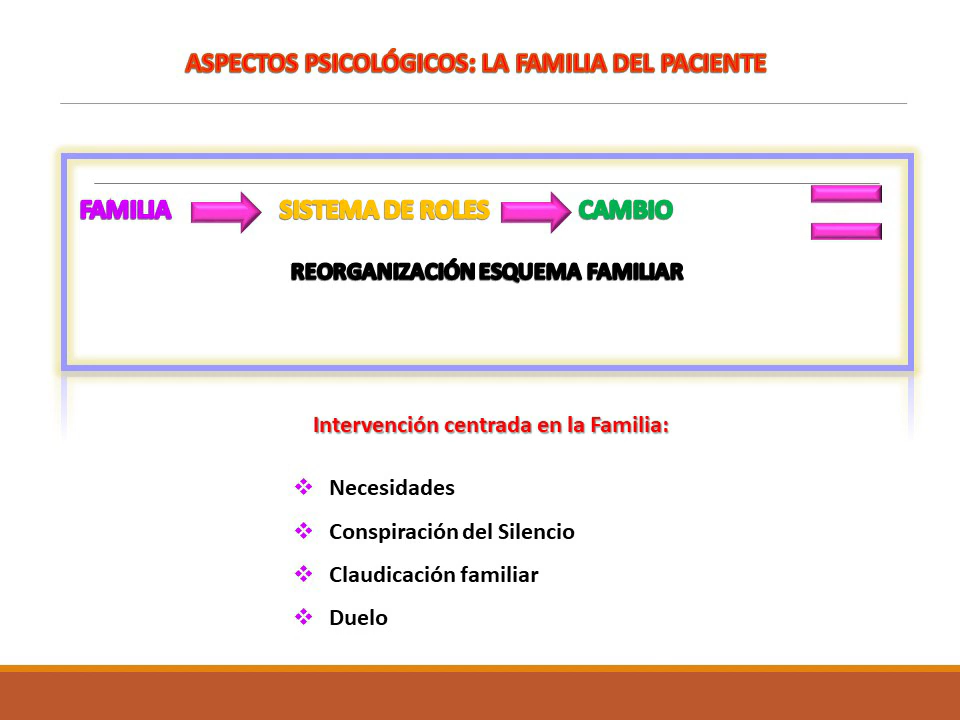 ASPECTOS PSICOLÓGICOS: LA FAMILIA DEL PACIENTE
FAMILIA SISTEMA DE ROLES CAMBIO
REORGANIZACIÓN ESQUEMA FAMILIAR
Intervención centrada en la Familia:
Necesidades
Conspiración del Silencio
Claudicación familiar
Duelo